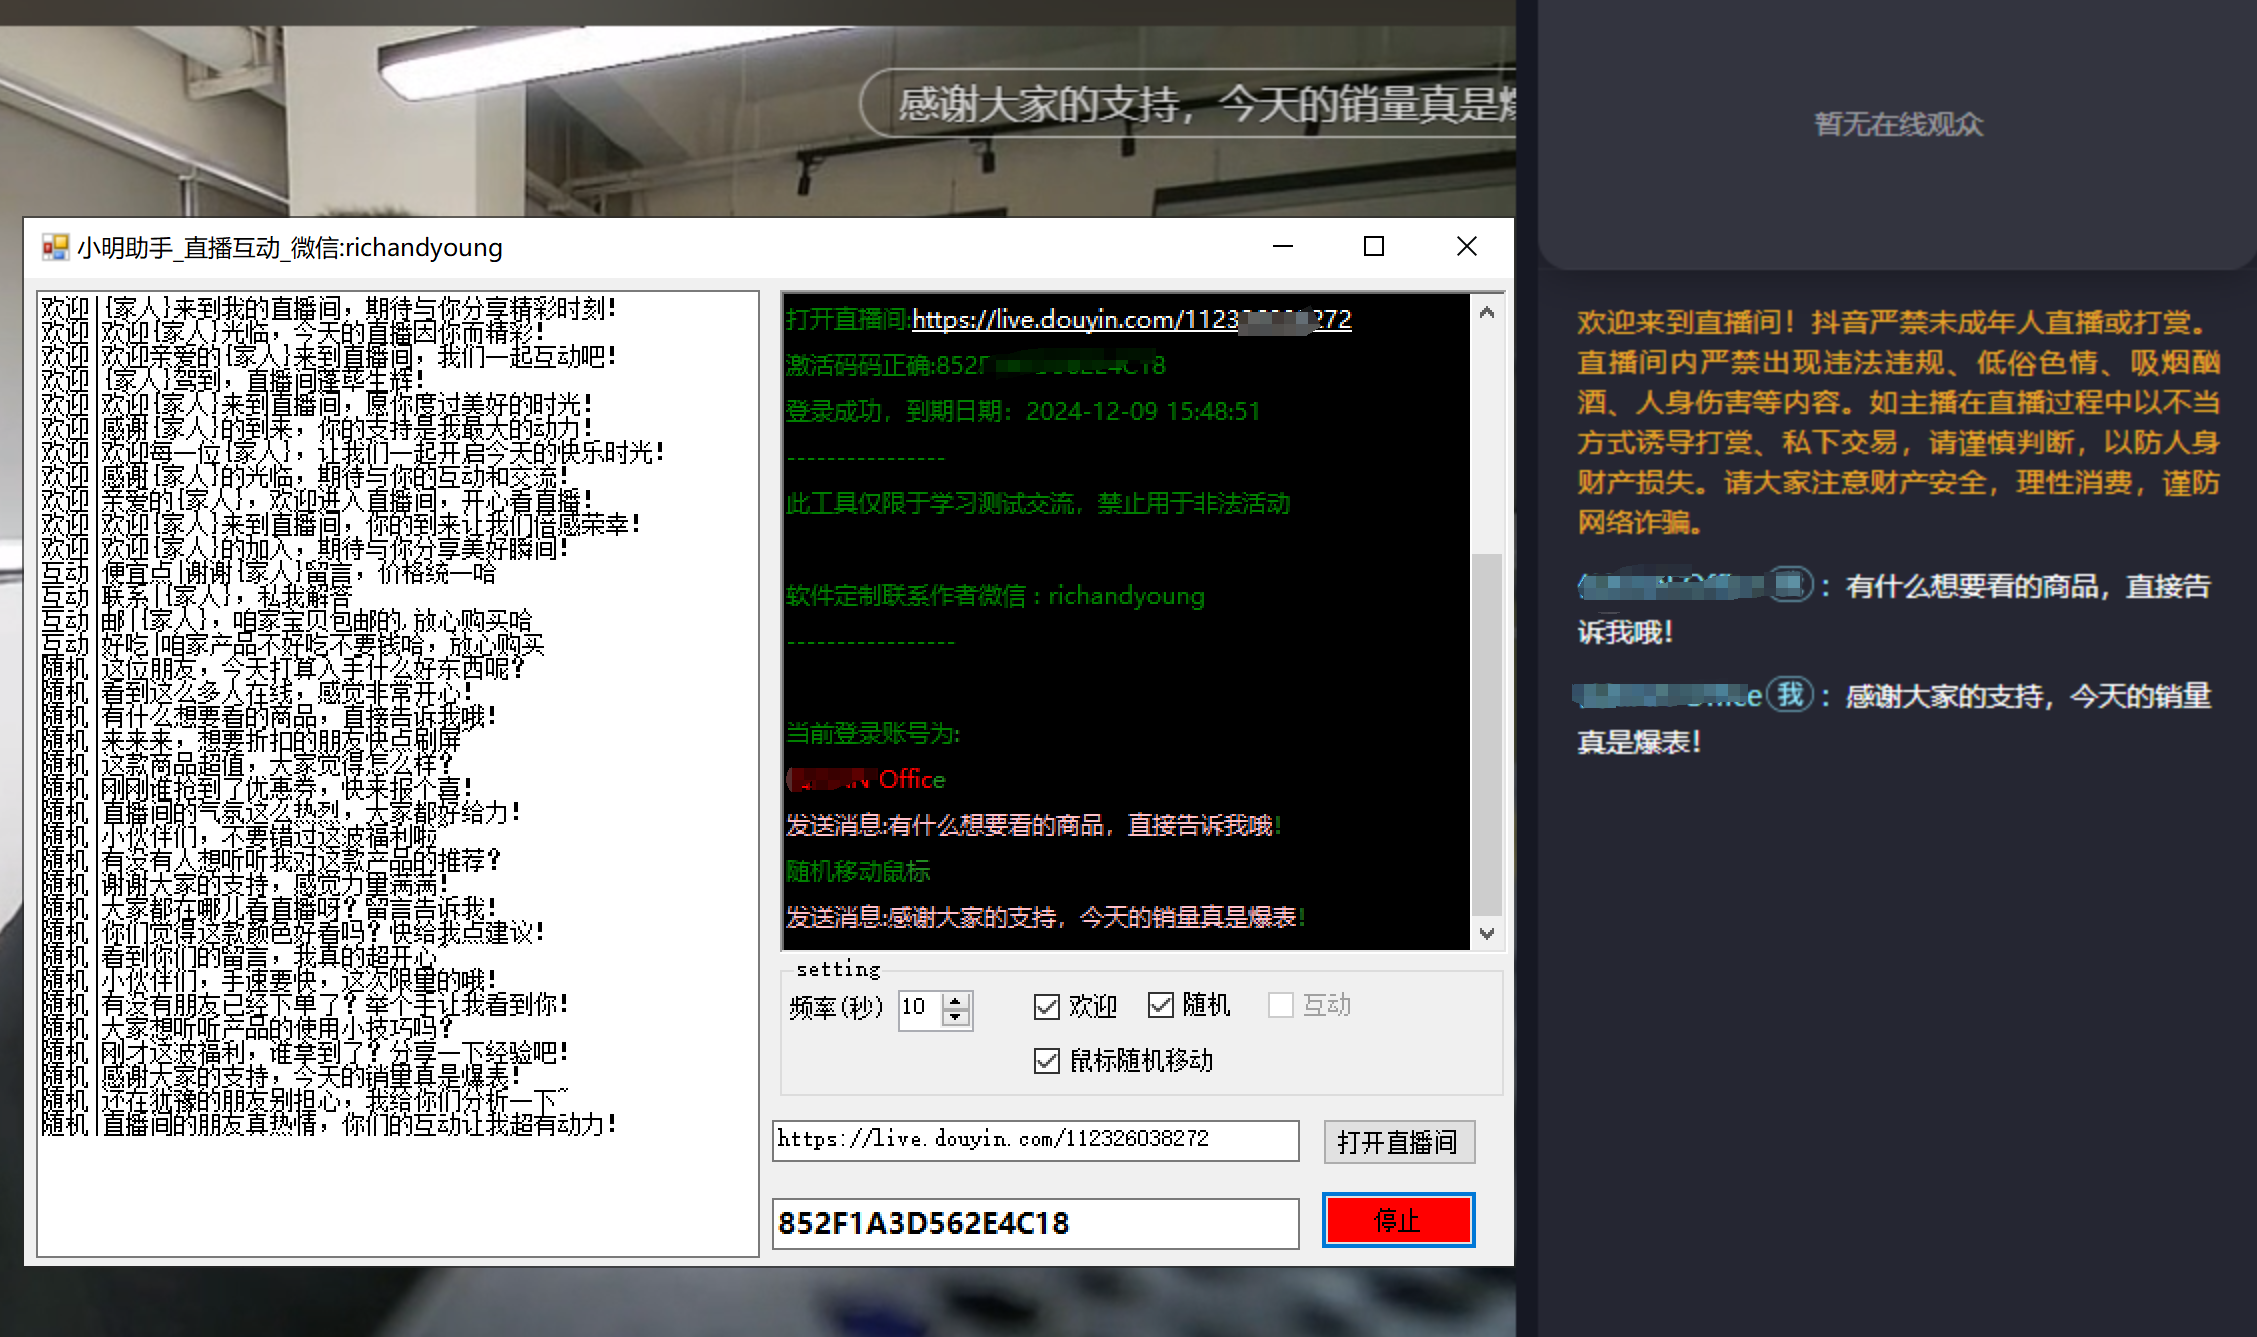 感谢大家的支持，今天的销量真是
暂无在线观众
小明助手_直播互动_微信:richandyoung
欢迎|{家人}来到我的直播间，期待与你分享精彩时刻！
欢迎|欢迎{家人}光临，今天的直播因你而精彩！
欢迎|欢迎亲爱的{家人}来到直播间，我们一起互动吧！
欢迎|{家人}驾到，直播间蓬毕生辉！
欢迎|欢迎{家人}来到直播间，愿你度过美好的时光！
欢迎|感谢{家人}的到来，你的支持是我最大的动力！
欢迎|欢迎每一位{家人}，让我们一起开启今天的快乐时光！
欢迎|感谢{家人}的光临，期待与你的互动和交流！
欢迎|亲爱的{家人}，欢迎进入直播间，开心看直播！
欢迎|欢迎{家人}来到直播间，你的到来让我们倍感荣幸！
欢迎|欢迎{家人}的加入，期待与你分享美好瞬间！
互动|便宜点|谢谢{家人}留言，价格统一哈
互动|联系|{家人}，私我解答
互动|邮|{家人}，咱家宝贝包邮的,放心购买哈
互动|好吃|咱家产品不好吃不要钱哈，放心购买
随机|这位朋友，今天打算入手什么好东西呢？
随机|看到这么多人在线，感觉非常开心！
随机|有什么想要看的商品，直接告诉我哦！
随机|来来来，想要折扣的朋友快点刷屏
随机|这款商品超值，大家觉得怎么样？
随机|刚刚谁抢到了优惠券，快来报个喜！
随机|直播间的气氛这么热烈，大家都好给力！
随机|小伙伴们，不要错过这波福利啦
随机|有没有人想听听我对这款产品的推荐？
随机|谢谢大家的支持，感觉力量满满！
随机|大家都在哪儿看直播呀？留言告诉我！
随机|你们觉得这款颜色好看吗？快给我点建议！
随机|看到你们的留言，我真的超开心~
随机|小伙伴们，手速要快，这次限量的哦！
随机|有没有朋友已经下单了？举个手让我看到你！
随机|大家想听听产品的使用小技巧吗？
随机|刚才这波福利，谁拿到了？分享一下经验吧！
随机|感谢大家的支持，今天的销量真是爆表！
随机|还在犹豫的朋友别担心，我给你们分析一下~
随机|直播间的朋友真热情，你们的互动让我超有动力！
打开直播间:https://live.douyin.com/1123 272
激活码码正确:852F 18
登录成功，到期日期：2024-12-09 15:48:51
----------------
此工具仅限于学习测试交流，禁止用于非法活动
软件定制联系作者微信：richandyoung
-----------------
当前登录账号为:
Office
发送消息:有什么想要看的商品，直接告诉我哦！
随机移动鼠标
发送消息:感谢大家的支持，今天的销量真是爆表！
setting
频率(秒) 10 欢迎 随机 互动
鼠标随机移动
https://live.douyin.com/112326038272 打开直播间
852F1A3D562E4C18 停止
欢迎来到直播间！抖音严禁未成年人直播或打赏。
直播间内严禁出现违法违规、低俗色情、吸烟酗
酒、人身伤害等内容。如主播在直播过程中以不当
方式诱导打赏、私下交易，请谨慎判断，以防人身
财产损失。请大家注意财产安全，理性消费，谨防
网络诈骗。
：有什么想要看的商品，直接告
诉我哦！
我：感谢大家的支持，今天的销量
真是爆表！